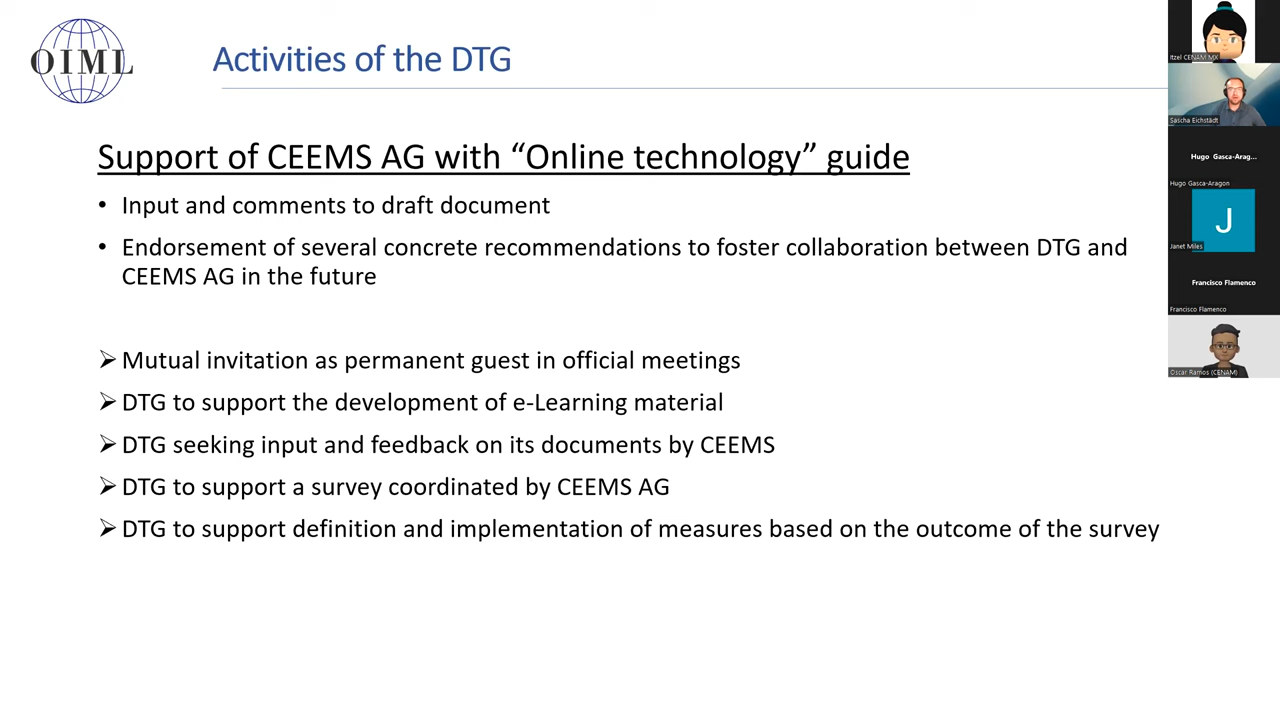 OIML
Activities of the DTG
Support of CEEMS AG with “Online technology” guide
• Input and comments to draft document
• Endorsement of several concrete recommendations to foster collaboration between DTG and
CEEMS AG in the future
➢ Mutual invitation as permanent guest in official meetings
➢ DTG to support the development of e-Learning material
➢ DTG seeking input and feedback on its documents by CEEMS
➢ DTG to support a survey coordinated by CEEMS AG
➢ DTG to support definition and implementation of measures based on the outcome of the survey
Itzel CENAM MX
Sascha Eichstädt
Hugo Gasca-Arag...
Hugo Gasca-Aragon
J
Janet Miles
Francisco Flamenco
Francisco Flamenco
Oscar Ramos (CENAM)